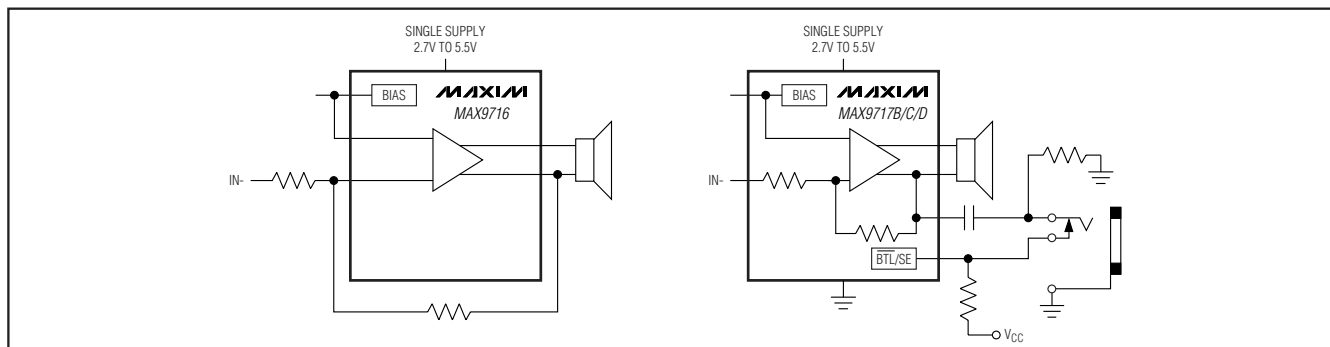 SINGLE SUPPLY
2.7V TO 5.5V
BIAS
MAXIM
MAX9716
IN-
SINGLE SUPPLY
2.7V TO 5.5V
BIAS
MAXIM
MAX9717B/C/D
IN-
B̅T̅L̅/SE
VCC